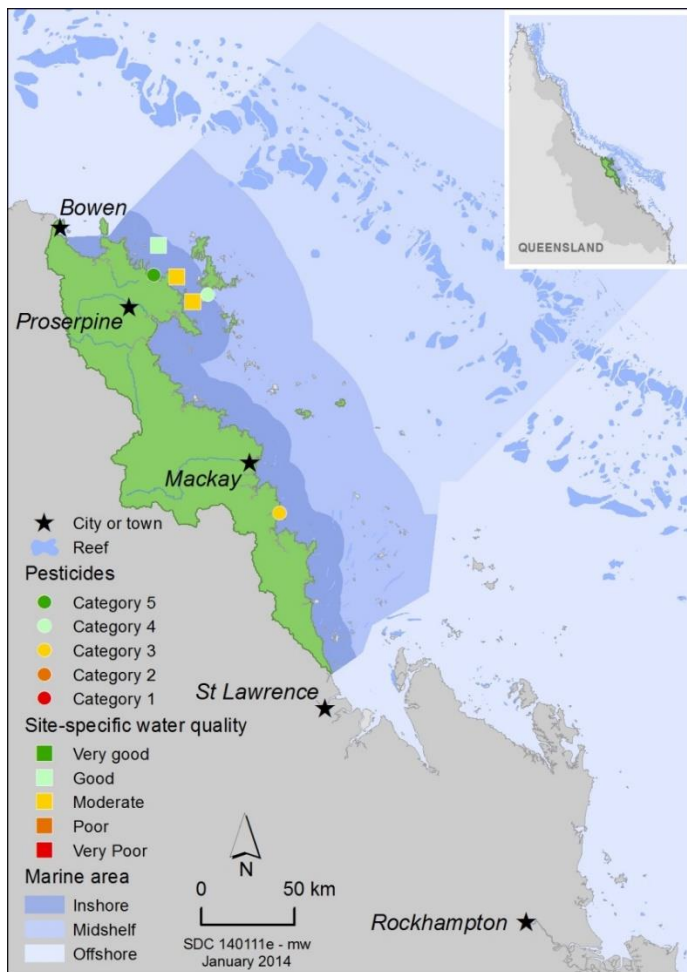 QUEENSLAND
Bowen
Proserpine
Mackay
City or town
Reef
Pesticides
Category 5
Category 4
Category 3
Category 2
Category 1
St Lawrence
Site-specific water quality
Very good
Good
Moderate
Poor
Very Poor
Marine area
Inshore
Midshelf
Offshore
N
0 50 km
SDC 140111e - mw
January 2014
Rockhampton